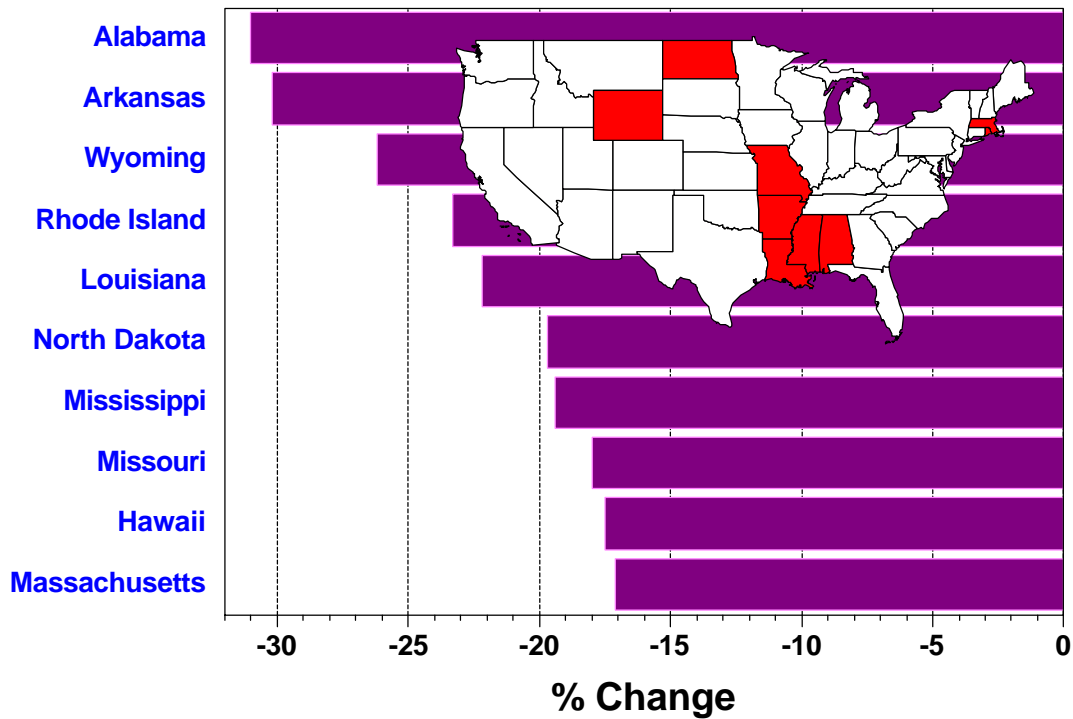 Alabama
Arkansas
Wyoming
Rhode Island
Louisiana
North Dakota
Mississippi
Missouri
Hawaii
Massachusetts
-30 -25 -20 -15 -10 -5 0
% Change